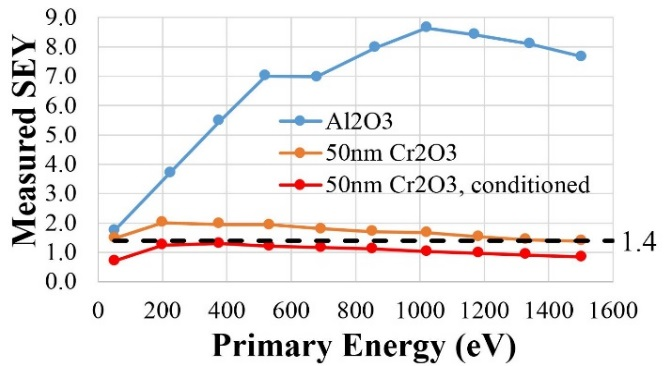 9.0
8.0
7.0
6.0
5.0
4.0
3.0
2.0
1.0
0.0
Measured SEY
Al2O3
50nm Cr2O3
50nm Cr2O3, conditioned
1.4
0 200 400 600 800 1000 1200 1400 1600
Primary Energy (eV)